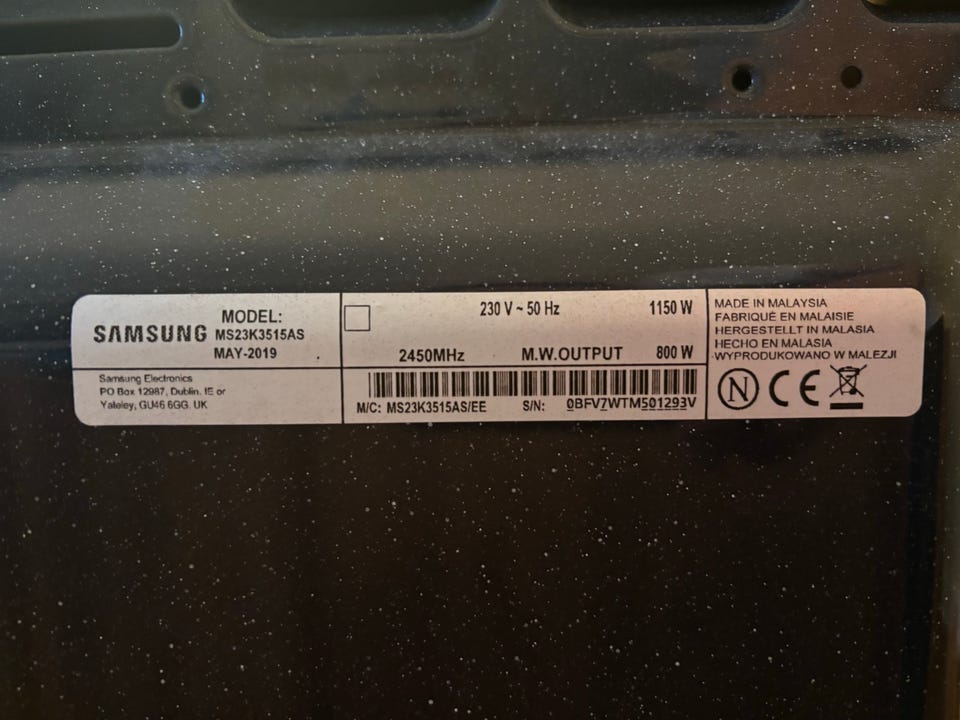 SAMSUNG
MODEL:
MS23K3515AS
MAY-2019
Samsung Electronics
PO Box 12987, Dublin. IE or
Yateley, GU46 6GG. UK
230 V ~ 50 Hz 1150 W
2450MHz M.W.OUTPUT 800 W
M/C: MS23K3515AS/EE S/N: 0BFV7WTM501293V
MADE IN MALAYSIA
FABRIQUÉ EN MALAISIE
HERGESTELLT IN MALASIA
HECHO EN MALASIA
WYPRODUKOWANO W MALEZJI
N CE